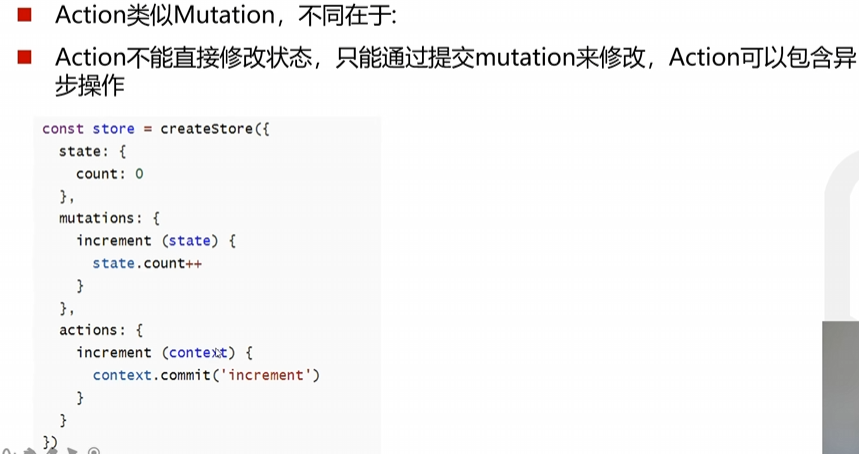 Action类似Mutation，不同在于:
Action不能直接修改状态，只能通过提交mutation来修改，Action可以包含异
步操作
const store = createStore({
  state: {
    count: 0
  },
  mutations: {
    increment (state) {
      state.count++
    }
  },
  actions: {
    increment (context) {
      context.commit('increment')
    }
  }
})